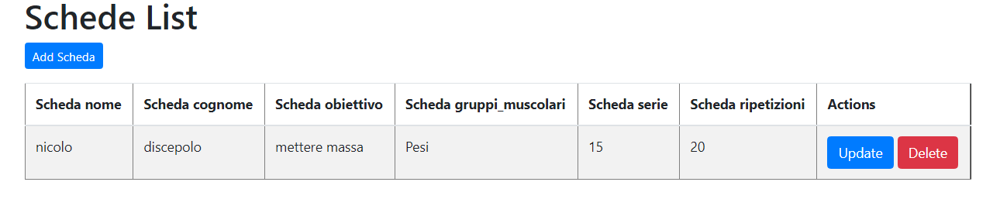 Schede List
Add Scheda
Scheda nome Scheda cognome Scheda obiettivo Scheda gruppi_muscolari Scheda serie Scheda ripetizioni Actions
nicolo discepolo mettere massa Pesi 15 20 Update Delete